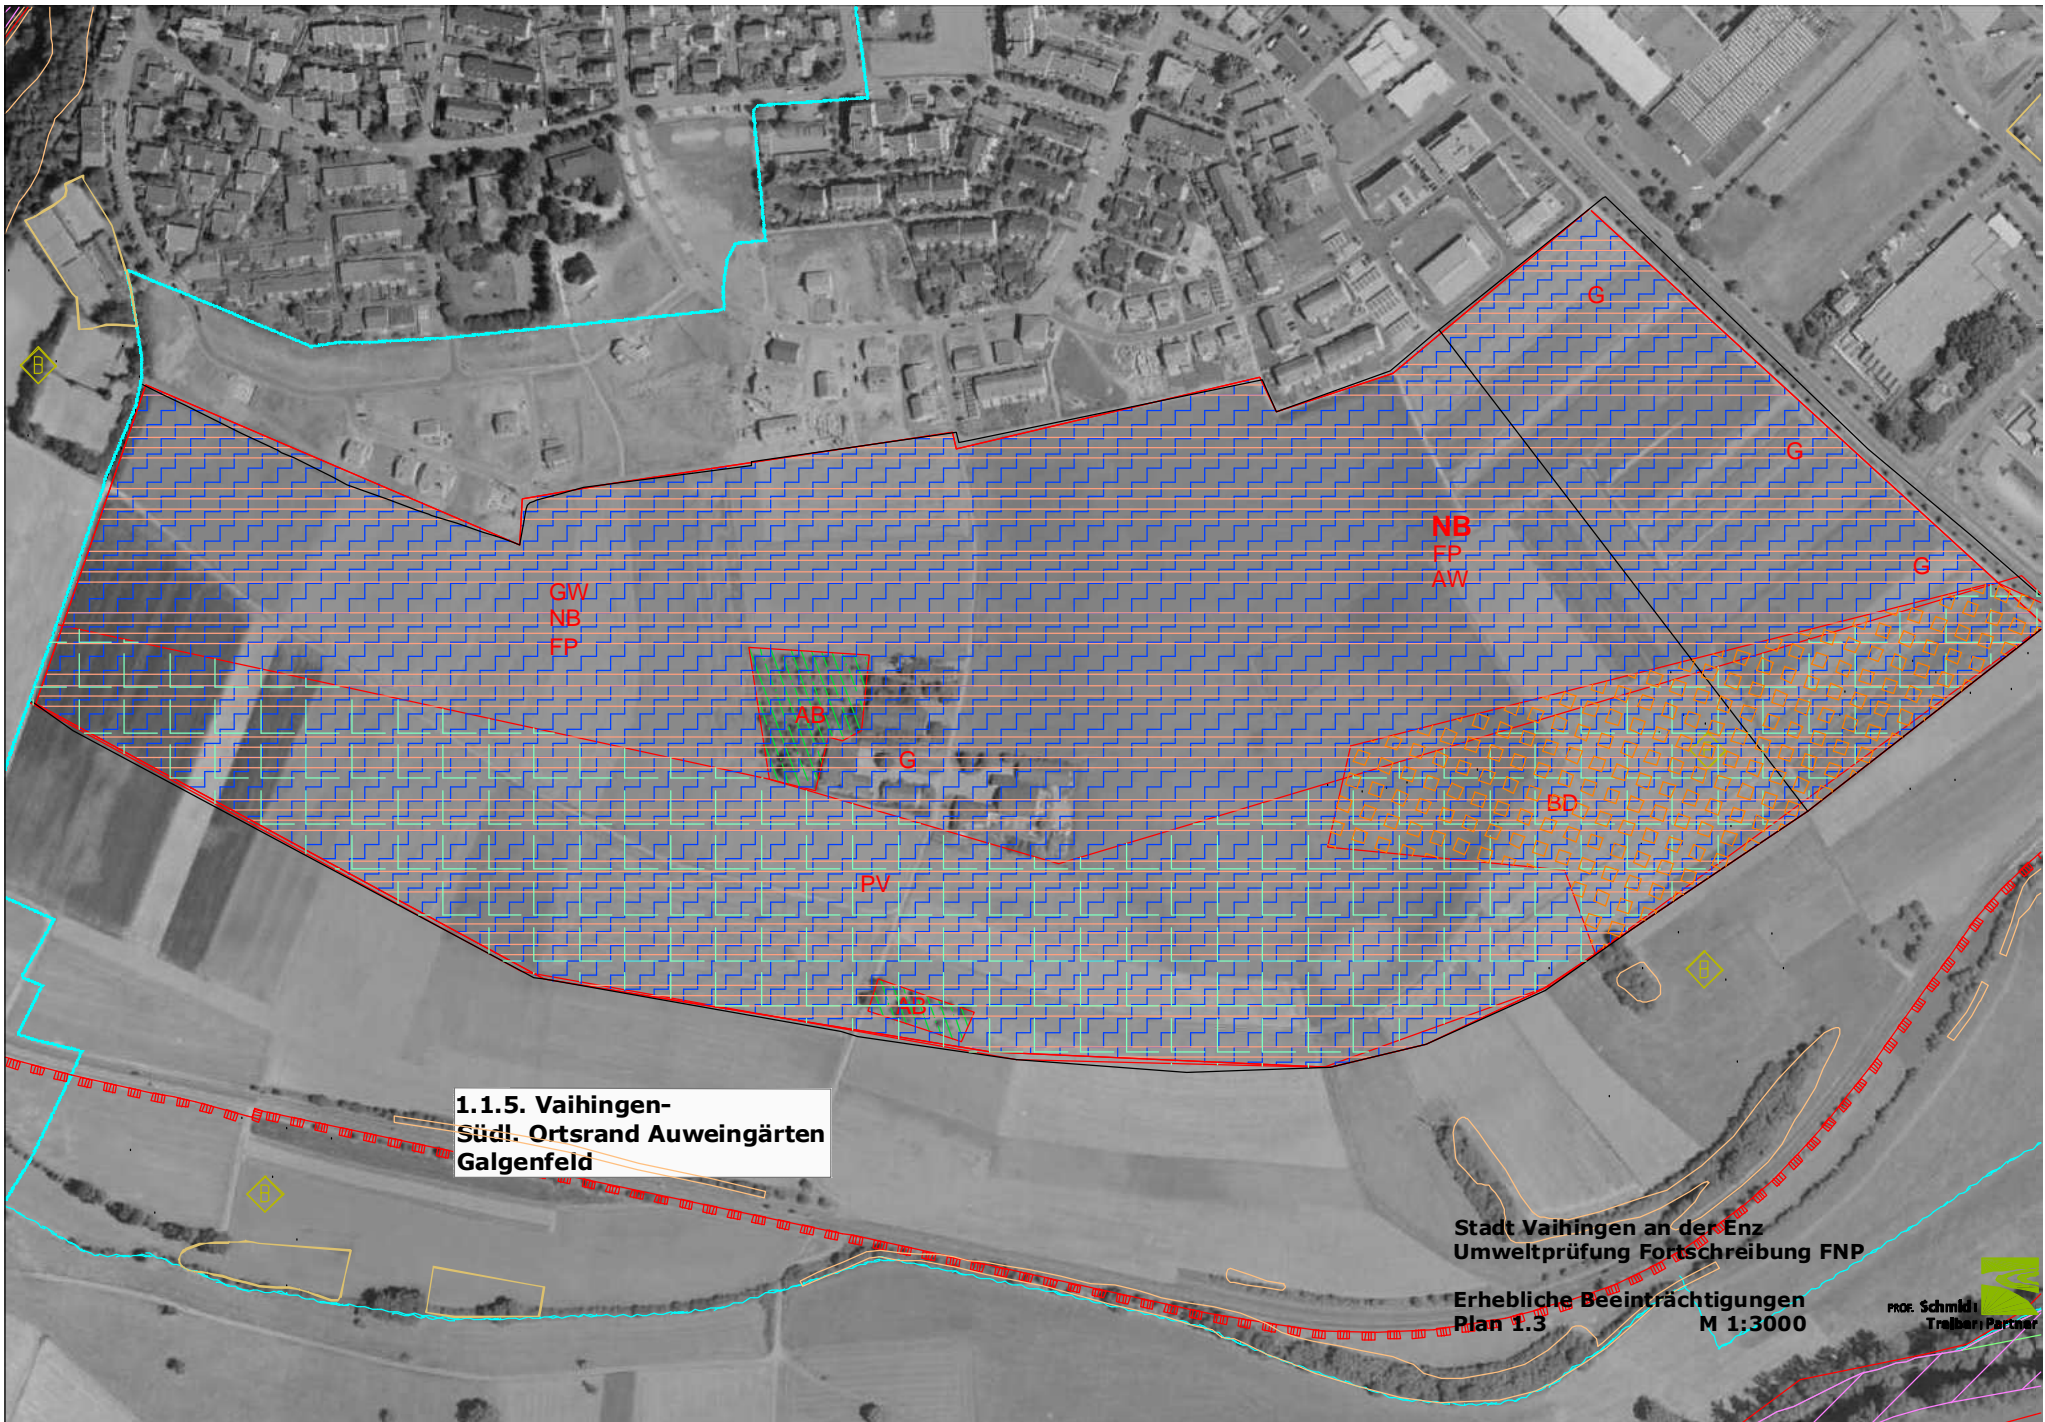 G
B
G
NB
FP
AW
G
GW
NB
FP
AB
G
BD
PV
B
AB
1.1.5. Vaihingen-
Südl. Ortsrand Auweingärten
Galgenfeld
B
Stadt Vaihingen an der Enz
Umweltprüfung Fortschreibung FNP
Erhebliche Beeinträchtigungen
Plan 1.3 M 1:3000
PROF. Schmid
Treiber Partner